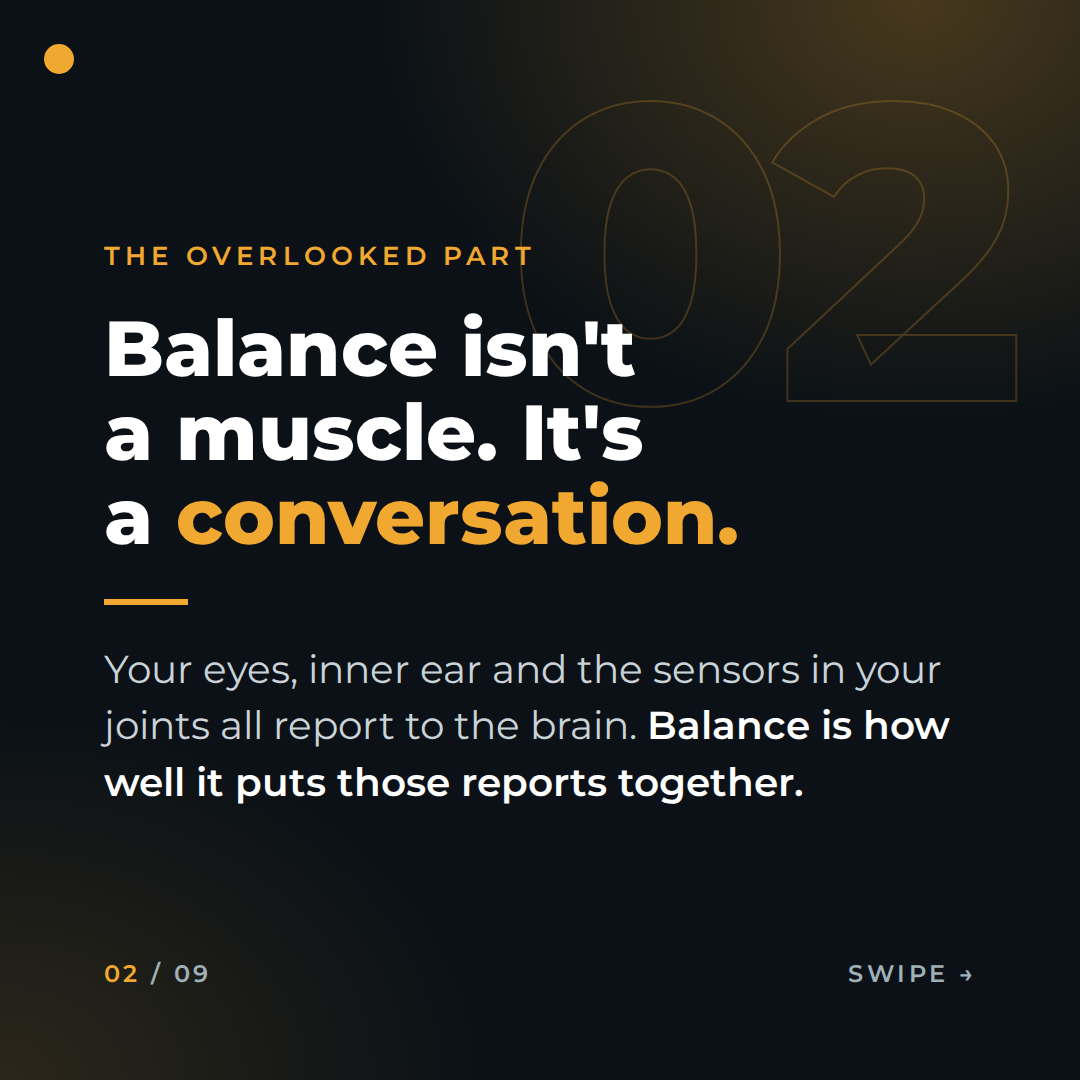 02
THE OVERLOOKED PART
Balance isn't
a muscle. It's
a conversation.
Your eyes, inner ear and the sensors in your
joints all report to the brain. Balance is how
well it puts those reports together.
02 / 09
SWIPE →